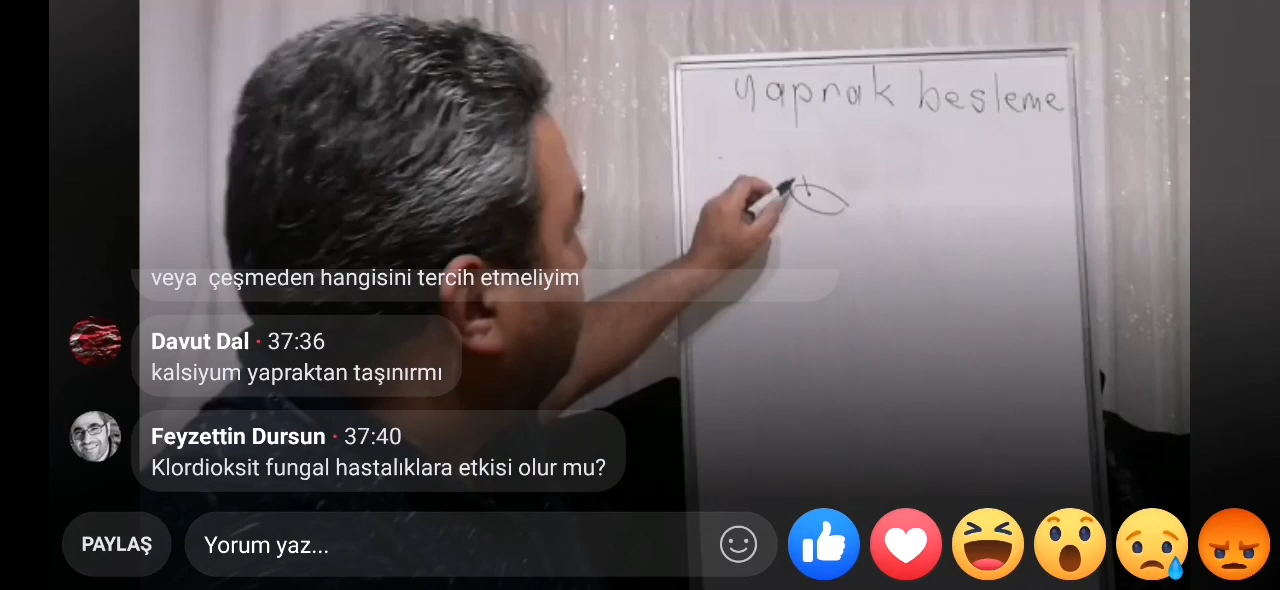 yaprak besleme
veya çeşmeden hangisini tercih etmeliyim
Davut Dal · 37:36
kalsiyum yapraktan taşınırmı
Feyzettin Dursun · 37:40
Klordioksit fungal hastalıklara etkisi olur mu?
PAYLAŞ
Yorum yaz...